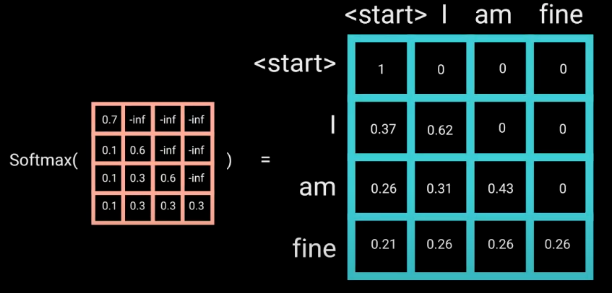 <start> I am fine
<start> 1 0 0 0
0.7 -inf -inf -inf
I 0.37 0.62 0 0
0.1 0.6 -inf -inf
Softmax( ) =
0.1 0.3 0.6 -inf
am 0.26 0.31 0.43 0
0.1 0.3 0.3 0.3
fine 0.21 0.26 0.26 0.26